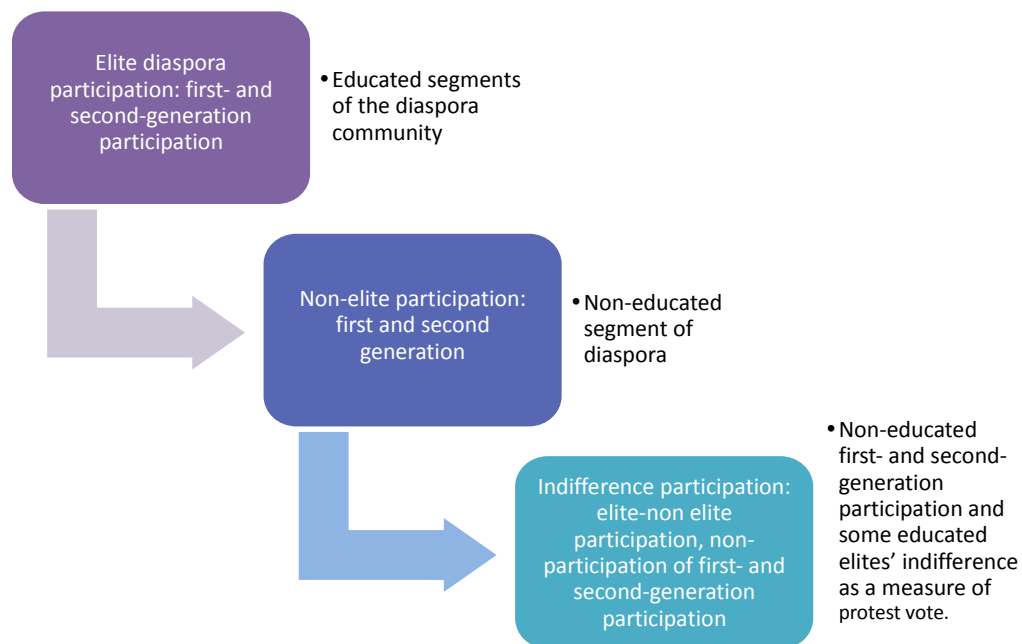 Elite diaspora
participation: first- and
second-generation
participation
• Educated segments
of the diaspora
community
Non-elite participation:
first and second
generation
• Non-educated
segment of
diaspora
Indifference participation:
elite-non elite
participation, non-
participation of first- and
second-generation
participation
• Non-educated
first- and second-
generation
participation and
some educated
elites’ indifference
as a measure of
protest vote.